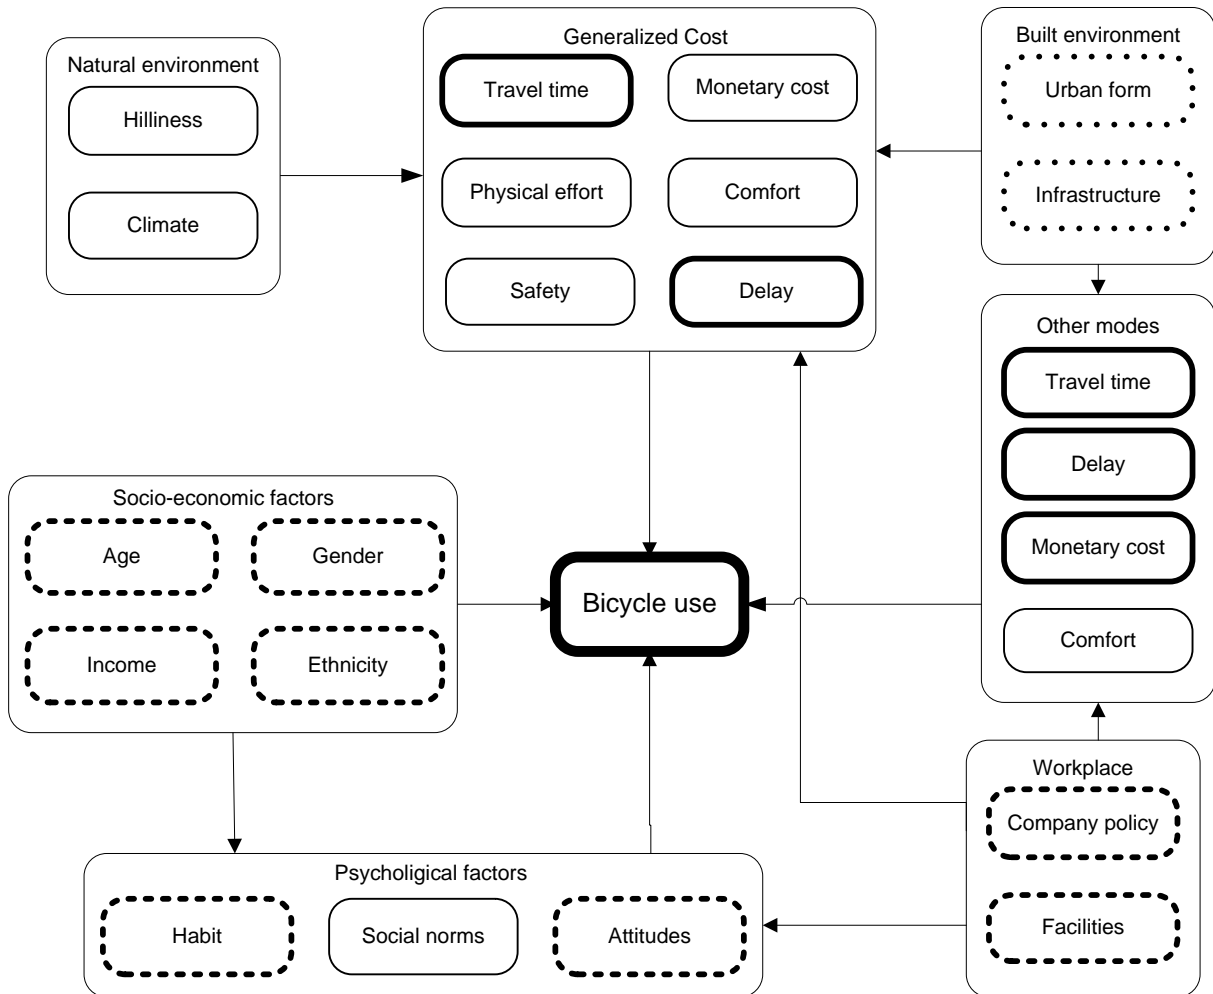 Natural environment
Hilliness
Climate
Generalized Cost
Travel time
Monetary cost
Physical effort
Comfort
Safety
Delay
Built environment
Urban form
Infrastructure
Other modes
Travel time
Delay
Monetary cost
Comfort
Socio-economic factors
Age
Gender
Income
Ethnicity
Bicycle use
Workplace
Company policy
Facilities
Psycholigical factors
Habit
Social norms
Attitudes